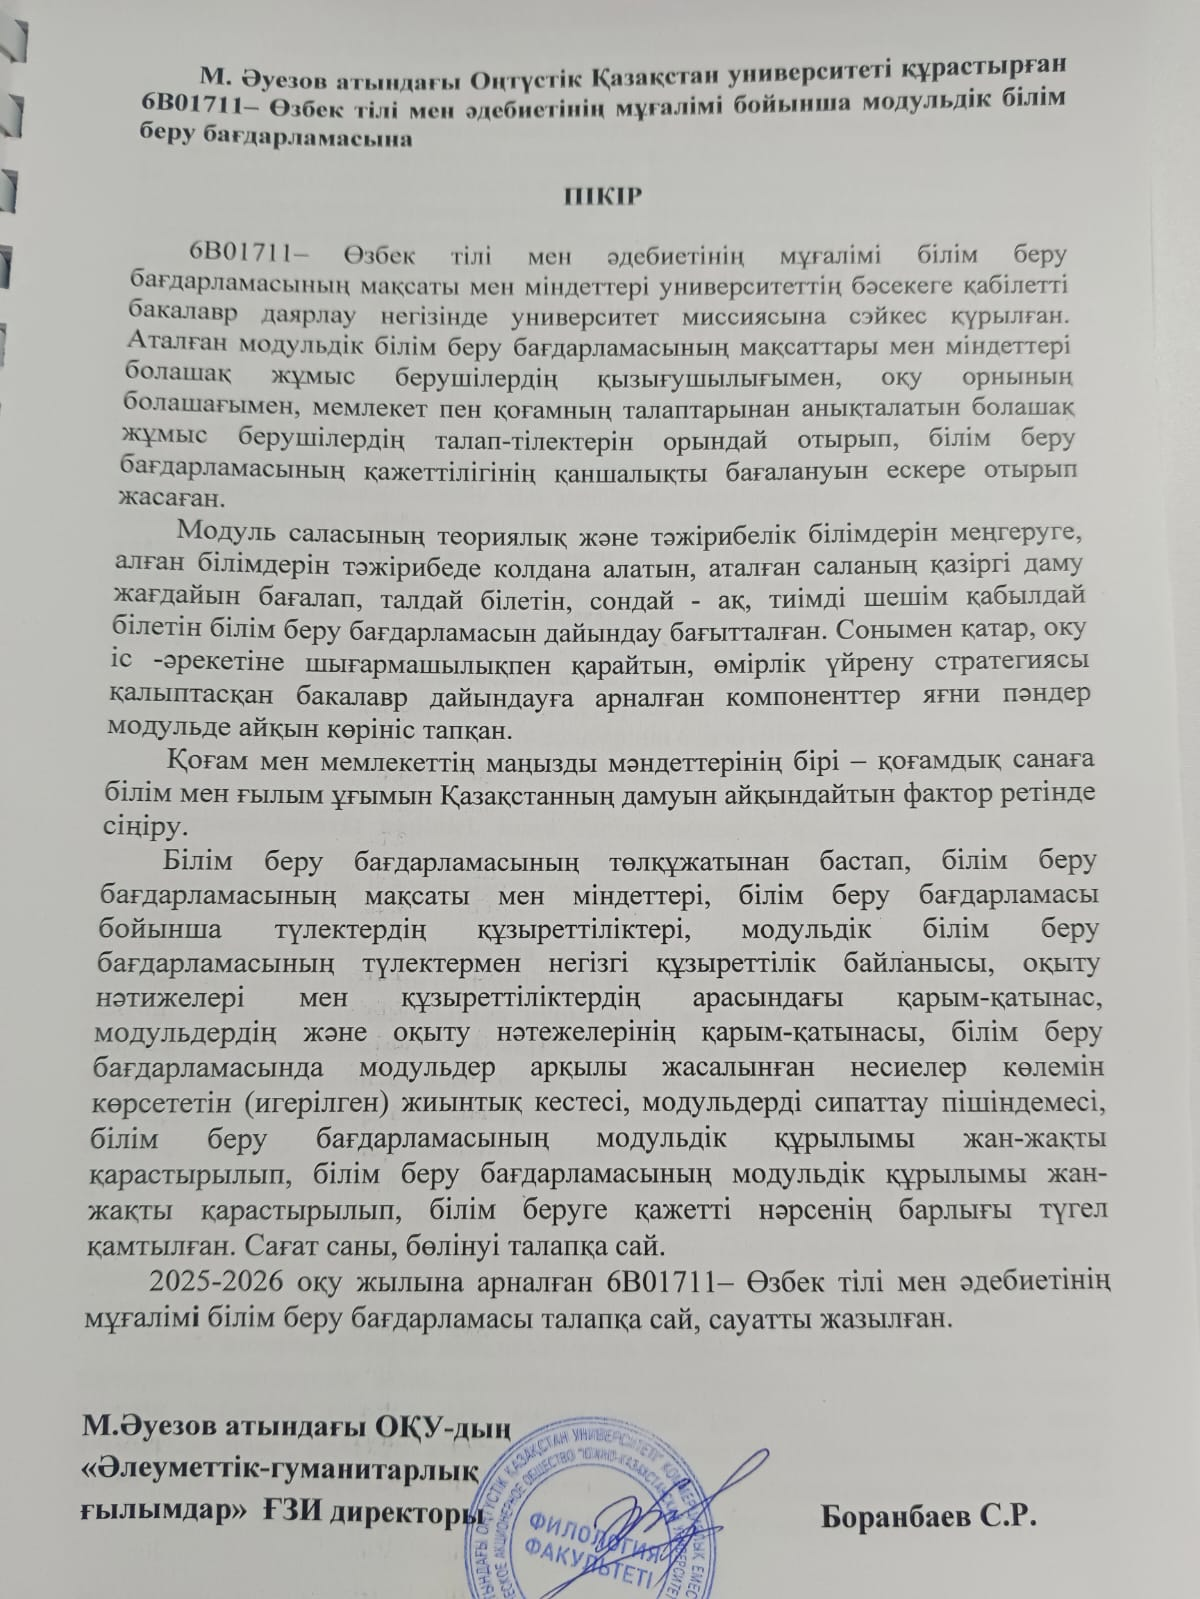 М. Әуезов атындағы Оңтүстік Қазақстан университеті құрастырған
6В01711– Өзбек тілі мен әдебиетінің мұғалімі бойынша модульдік білім
беру бағдарламасына
ПІКІР
6В01711– Өзбек тілі мен әдебиетінің мұғалімі білім беру
бағдарламасының мақсаты мен міндеттері университеттің бәсекеге қабілетті
бакалавр даярлау негізінде университет миссиясына сәйкес құрылған.
Аталған модульдік білім беру бағдарламасының мақсаттары мен міндеттері
болашақ жұмыс берушілердің қызығушылығымен, оқу орнының
болашағымен, мемлекет пен қоғамның талаптарынан анықталатын болашақ
жұмыс берушілердің талап-тілектерін орындай отырып, білім беру
бағдарламасының қажеттілігінің қаншалықты бағалануын ескере отырып
жасаған.
Модуль саласының теориялық және тәжірибелік білімдерін меңгеруге,
алған білімдерін тәжірибеде колдана алатын, аталған саланың қазіргі даму
жағдайын бағалап, талдай білетін, сондай - ақ, тиімді шешім қабылдай
білетін білім беру бағдарламасын дайындау бағытталған. Сонымен қатар, оку
іс -әрекетіне шығармашылықпен қарайтын, өмірлік үйрену стратегиясы
қалыптасқан бакалавр дайындауға арналған компоненттер яғни пәндер
модульде айқын көрініс тапқан.
Қоғам мен мемлекеттің маңызды мәндеттерінің бірі – қоғамдық санаға
білім мен ғылым ұғымын Қазақстанның дамуын айқындайтын фактор ретінде
сіңіру.
Білім беру бағдарламасының төлқұжатынан бастап, білім беру
бағдарламасының мақсаты мен міндеттері, білім беру бағдарламасы
бойынша түлектердің құзыреттіліктері, модульдік білім беру
бағдарламасының түлектермен негізгі құзыреттілік байланысы, оқыту
нәтижелері мен құзыреттіліктердің арасындағы қарым-қатынас,
модульдердің және оқыту нәтежелерінің қарым-қатынасы, білім беру
бағдарламасында модульдер арқылы жасалынған несиелер көлемін
көрсететін (игерілген) жиынтық кестесі, модульдерді сипаттау пішіндемесі,
білім беру бағдарламасының модульдік құрылымы жан-жақты
қарастырылып, білім беру бағдарламасының модульдік құрылымы жан-
жақты қарастырылып, білім беруге қажетті нәрсенің барлығы түгел
қамтылған. Сағат саны, бөлінуі талапқа сай.
2025-2026 оқу жылына арналған 6В01711– Өзбек тілі мен әдебиетінің
мұғалімі білім беру бағдарламасы талапқа сай, сауатты жазылған.
М.Әуезов атындағы ОҚУ-дың
«Әлеуметтік-гуманитарлық
ғылымдар» ҒЗИ директоры
Боранбаев С.Р.
ҚАЗАҚСТАН УНИВЕРСИТЕТІ"
АКЦИОНЕРНОЕ ОБЩЕСТВО
ФИЛОЛОГИЯ
ФАКУЛЬТЕТІ